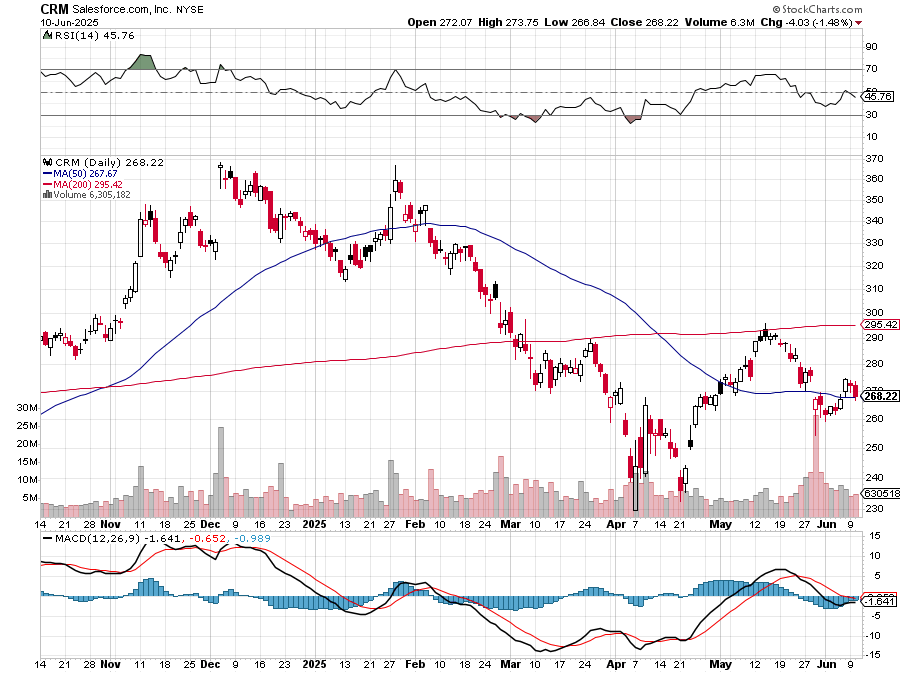 CRM Salesforce.com, Inc. NYSE
© StockCharts.com
10-Jun-2025
Open 272.07 High 273.75 Low 266.84 Close 268.22 Volume 6.3M Chg -4.03 (-1.48%)
RSI(14) 45.76
90
70
50
45.76
30
10
CRM (Daily) 268.22
MA(50) 267.67
MA(200) 295.42
Volume 6,305,182
370
360
350
340
330
320
310
300
295.42
290
280
270
268.22
260
250
240
230
30M
25M
20M
15M
10M
5M
630518
14 21 28 Nov 11 18 25 Dec 9 16 23 2025 13 21 27 Feb 10 18 24 Mar 10 17 24 Apr 7 14 21 May 12 19 27 Jun 9
MACD(12,26,9) -1.641, -0.652, -0.989
15
10
5
-1.641
-5
-10
-15
14 21 28 Nov 11 18 25 Dec 9 16 23 2025 13 21 27 Feb 10 18 24 Mar 10 17 24 Apr 7 14 21 May 12 19 27 Jun 9